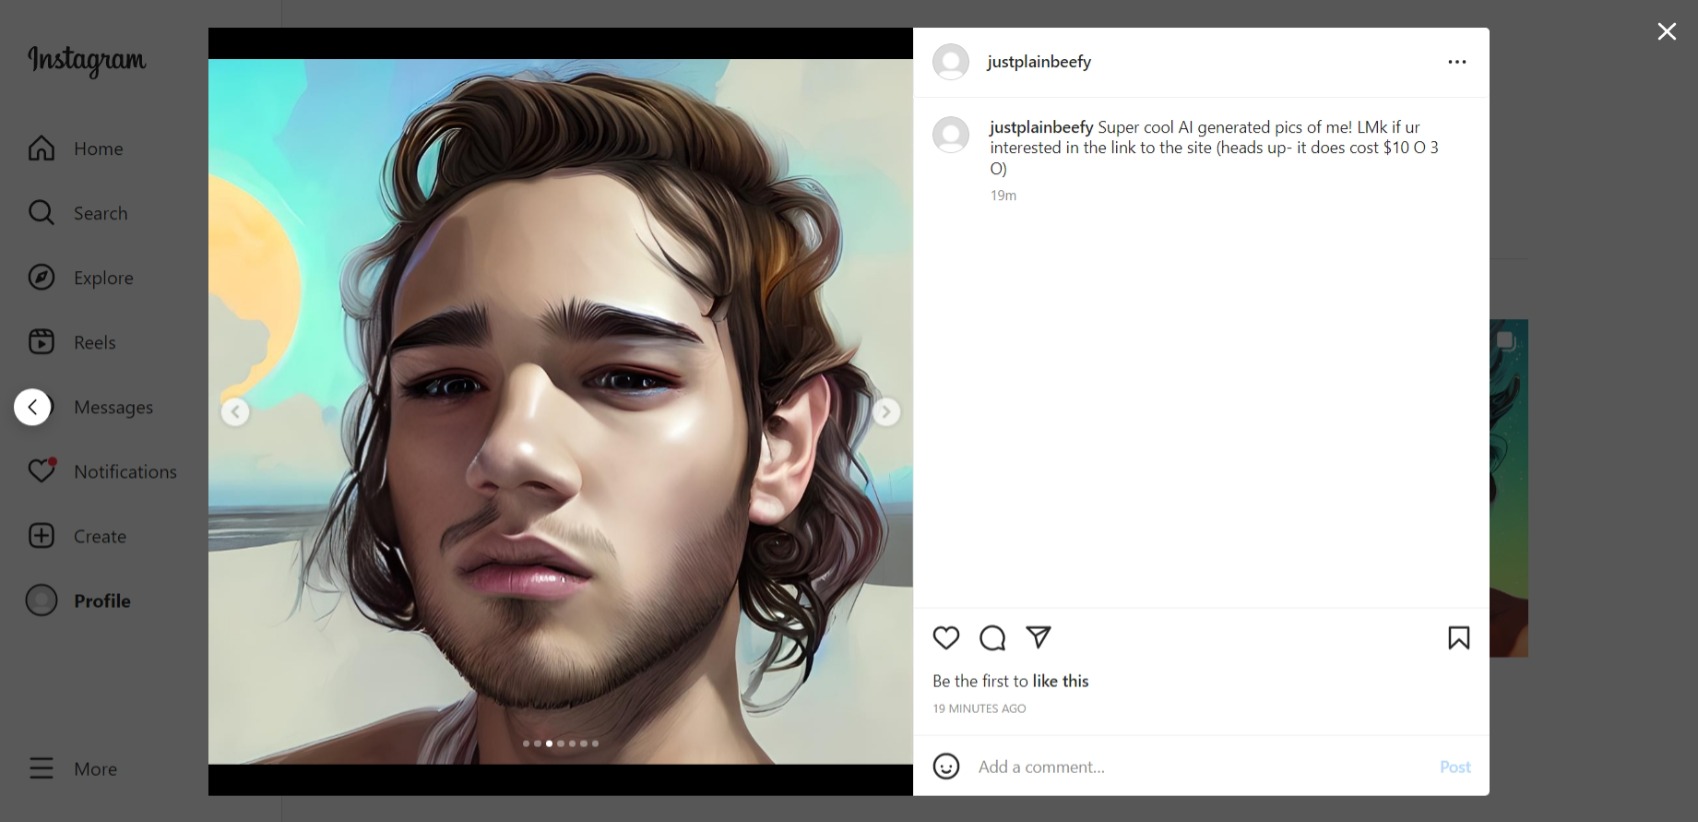 Instagram
Home
Search
Explore
Reels
Messages
Notifications
Create
Profile
More
justplainbeefy
justplainbeefy Super cool AI generated pics of me! LMk if ur
interested in the link to the site (heads up- it does cost $10 O 3
O)
19m
Be the first to like this
19 MINUTES AGO
Add a comment...
Post